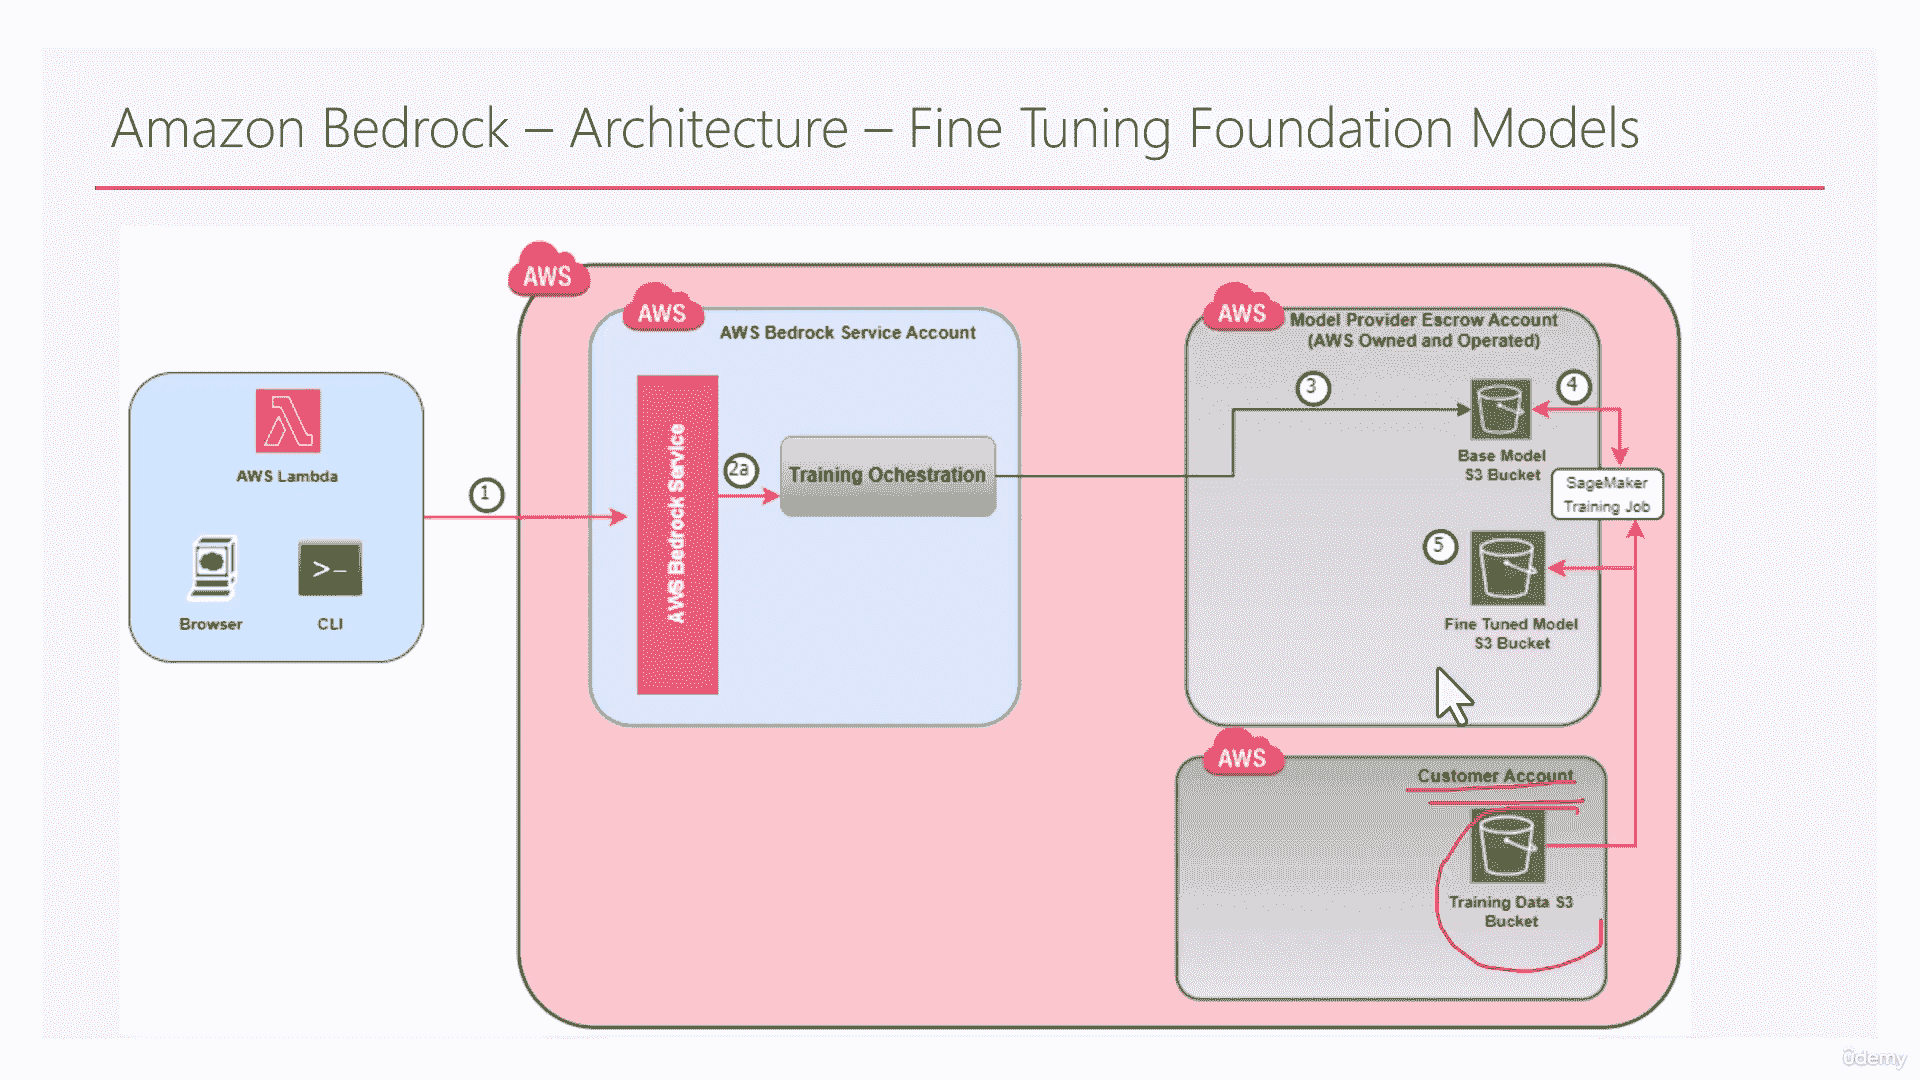 Amazon Bedrock – Architecture – Fine Tuning Foundation Models
AWS
AWS
AWS Bedrock Service Account
AWS
Model Provider Escrow Account
(AWS Owned and Operated)
3
4
AWS Lambda
1
AWS Bedrock Service
2a
Training Ochestration
Base Model
S3 Bucket
SageMaker
Training Job
5
>_
Browser
CLI
Fine Tuned Model
S3 Bucket
AWS
Customer Account
Training Data S3
Bucket
ûdemy